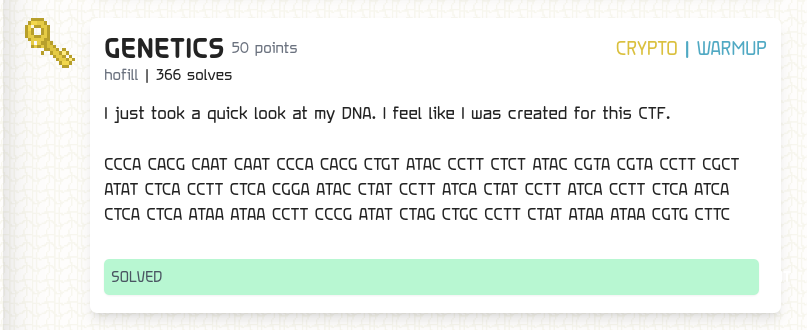 GENETICS 50 points CRYPTO | WARMUP
hofill | 366 solves
I just took a quick look at my DNA. I feel like I was created for this CTF.
CCCA CACG CAAT CAAT CCCA CACG CTGT ATAC CCTT CTCT ATAC CGTA CGTA CCTT CGCT
ATAT CTCA CCTT CTCA CGGA ATAC CTAT CCTT ATCA CTAT CCTT ATCA CCTT CTCA ATCA
CTCA CTCA ATAA ATAA CCTT CCCG ATAT CTAG CTGC CCTT CTAT ATAA ATAA CGTG CTTC
SOLVED